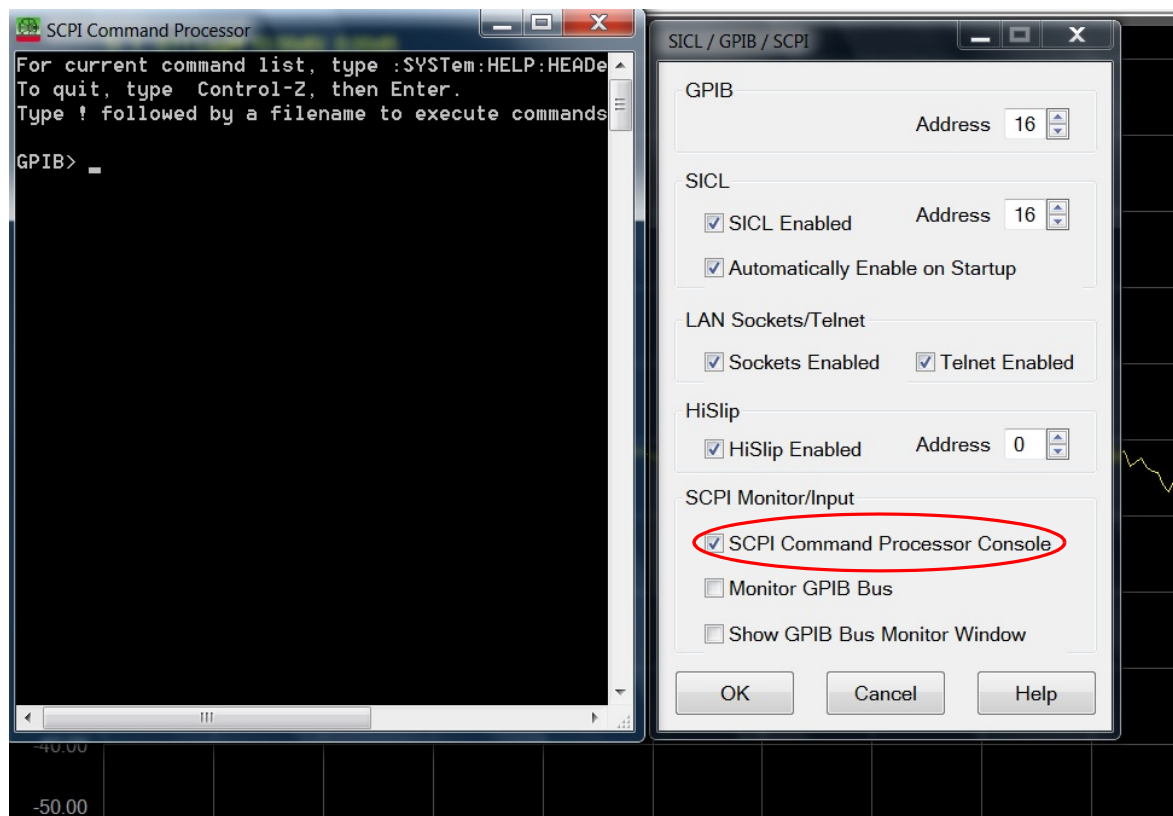 SCPI Command Processor
For current command list, type :SYSTem:HELP:HEADe
To quit, type  Control-Z, then Enter.
Type ! followed by a filename to execute commands
GPIB> _
SICL / GPIB / SCPI
GPIB
Address 16
SICL
SICL Enabled Address 16
Automatically Enable on Startup
LAN Sockets/Telnet
Sockets Enabled Telnet Enabled
HiSlip
HiSlip Enabled Address 0
SCPI Monitor/Input
SCPI Command Processor Console
Monitor GPIB Bus
Show GPIB Bus Monitor Window
OK Cancel Help
-40.00
-50.00